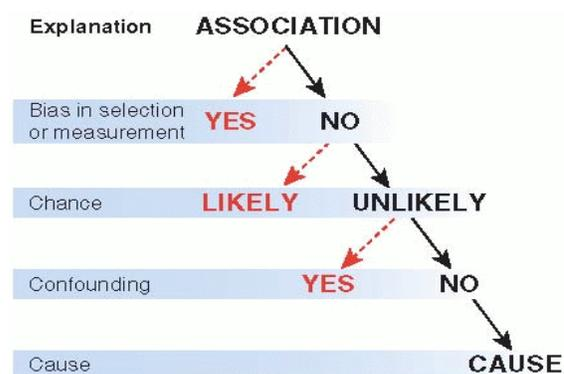 Explanation ASSOCIATION
Bias in selection
or measurement YES NO
Chance LIKELY UNLIKELY
Confounding YES NO
Cause CAUSE